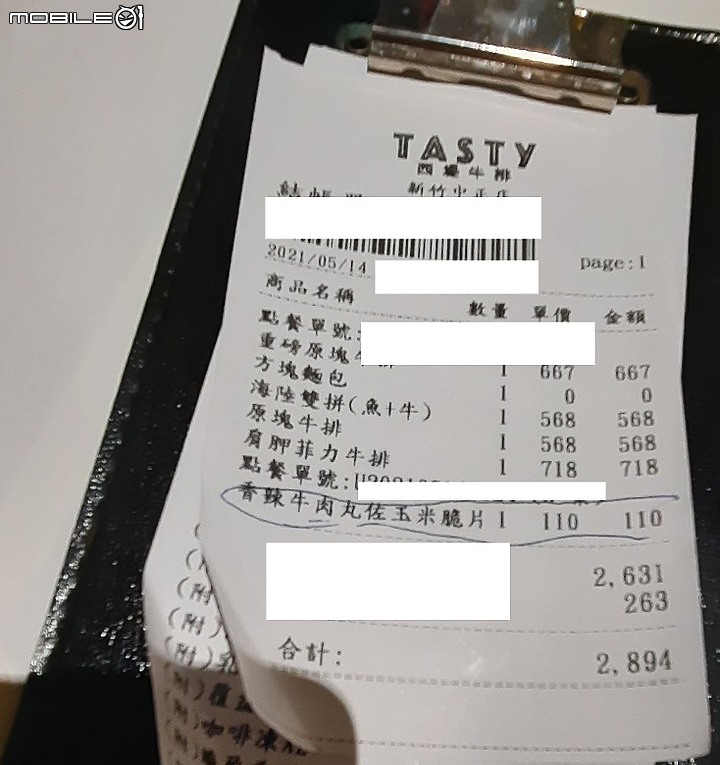 MOBILE01
TASTY
西堤牛排
新竹中正店
結帳單
2021/05/14
page:1
商品名稱 數量 單價 金額
點餐單號:
重磅原塊牛排 1 667 667
方塊麵包 1 0 0
海陸雙拼(魚+牛) 1 568 568
原塊牛排 1 568 568
肩胛菲力牛排 1 718 718
點餐單號:
香辣牛肉丸佐玉米脆片 1 110 110
2,631
263
合計: 2,894
(附)
(附)
(附)
(附)
(附)
(附)咖啡凍